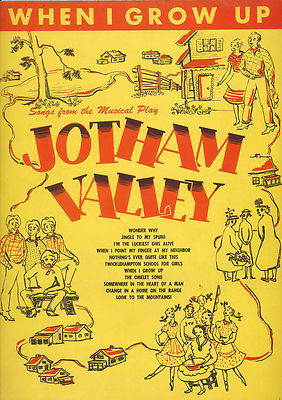 WHEN I GROW UP
Songs from the Musical Play
JOTHAM
VALLEY
WONDER WHY
JINGLE TO MY SPURS
I'M THE LUCKIEST GIRL ALIVE
WHEN I POINT MY FINGER AT MY NEIGHBOR
NOTHING'S EVER QUITE LIKE THIS
TWICKLEHAMPTON SCHOOL FOR GIRLS
WHEN I GROW UP
THE OMELET SONG
SOMEWHERE IN THE HEART OF A MAN
CHANGE IN A HOME ON THE RANGE
LOOK TO THE MOUNTAINS!